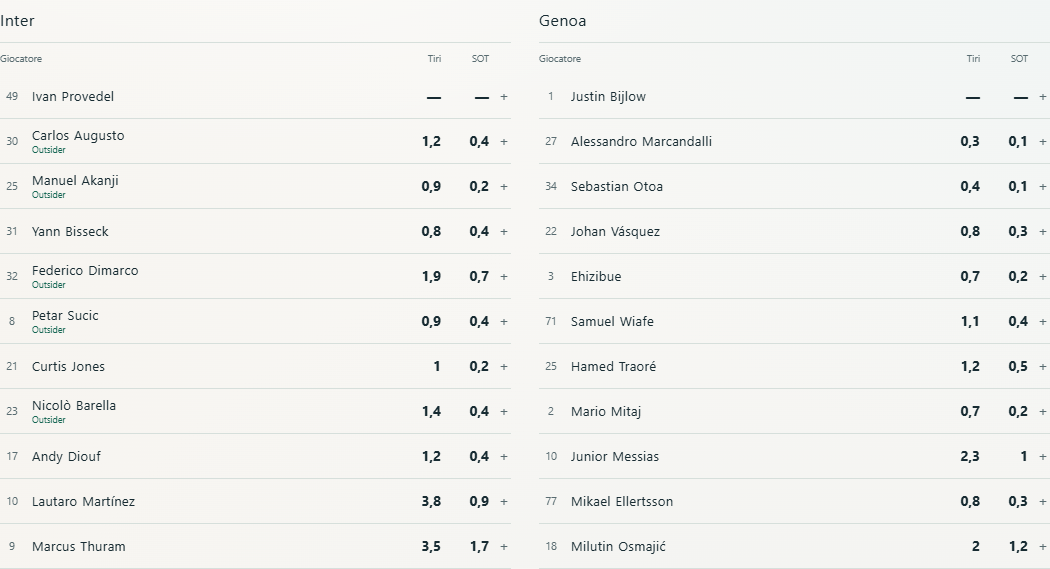 Inter
Giocatore Tiri SOT
49 Ivan Provedel — — +
30 Carlos Augusto 1,2 0,4 +
Outsider
25 Manuel Akanji 0,9 0,2 +
Outsider
31 Yann Bisseck 0,8 0,4 +
32 Federico Dimarco 1,9 0,7 +
Outsider
8 Petar Sucic 0,9 0,4 +
Outsider
21 Curtis Jones 1 0,2 +
23 Nicolò Barella 1,4 0,4 +
Outsider
17 Andy Diouf 1,2 0,4 +
10 Lautaro Martínez 3,8 0,9 +
9 Marcus Thuram 3,5 1,7 +
Genoa
Giocatore Tiri SOT
1 Justin Bijlow — — +
27 Alessandro Marcandalli 0,3 0,1 +
34 Sebastian Otoa 0,4 0,1 +
22 Johan Vásquez 0,8 0,3 +
3 Ehizibue 0,7 0,2 +
71 Samuel Wiafe 1,1 0,4 +
25 Hamed Traoré 1,2 0,5 +
2 Mario Mitaj 0,7 0,2 +
10 Junior Messias 2,3 1 +
77 Mikael Ellertsson 0,8 0,3 +
18 Milutin Osmajić 2 1,2 +